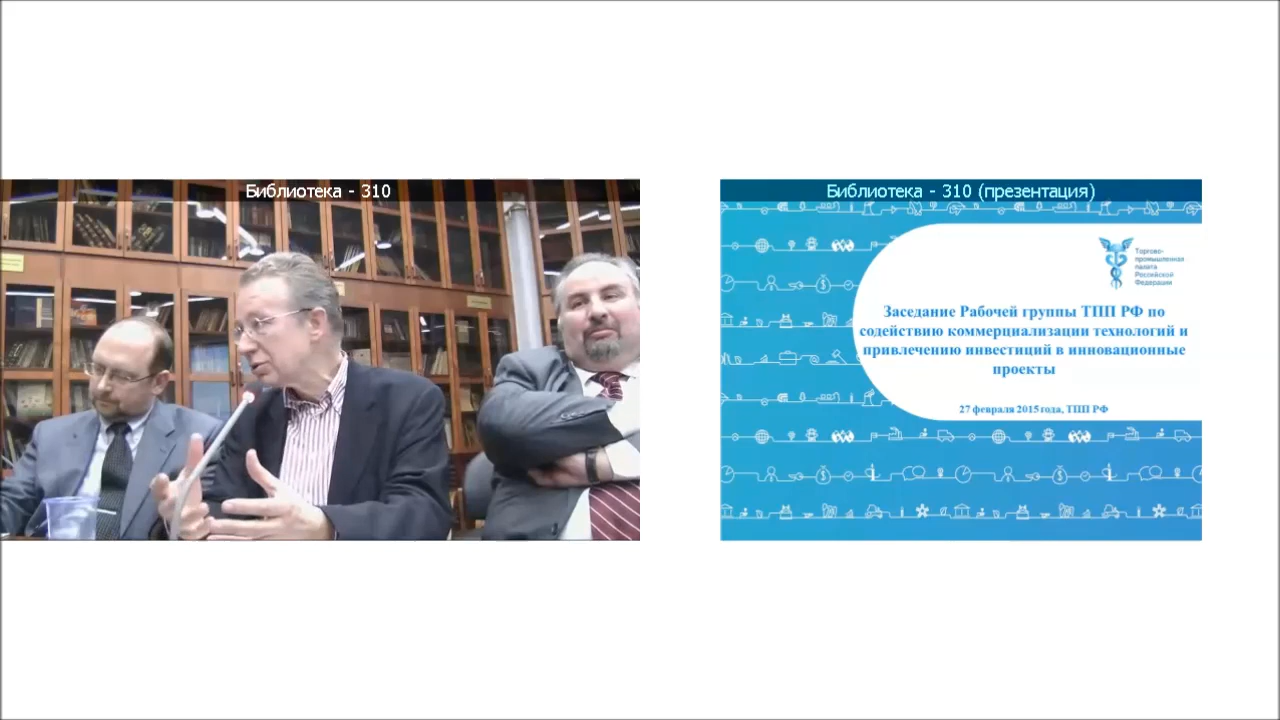 Библиотека - 310
Библиотека - 310 (презентация)
Торгово-
промышленная
палата
Российской
Федерации
Заседание Рабочей группы ТПП РФ по
содействию коммерциализации технологий и
привлечению инвестиций в инновационные
проекты
27 февраля 2015 года, ТПП РФ